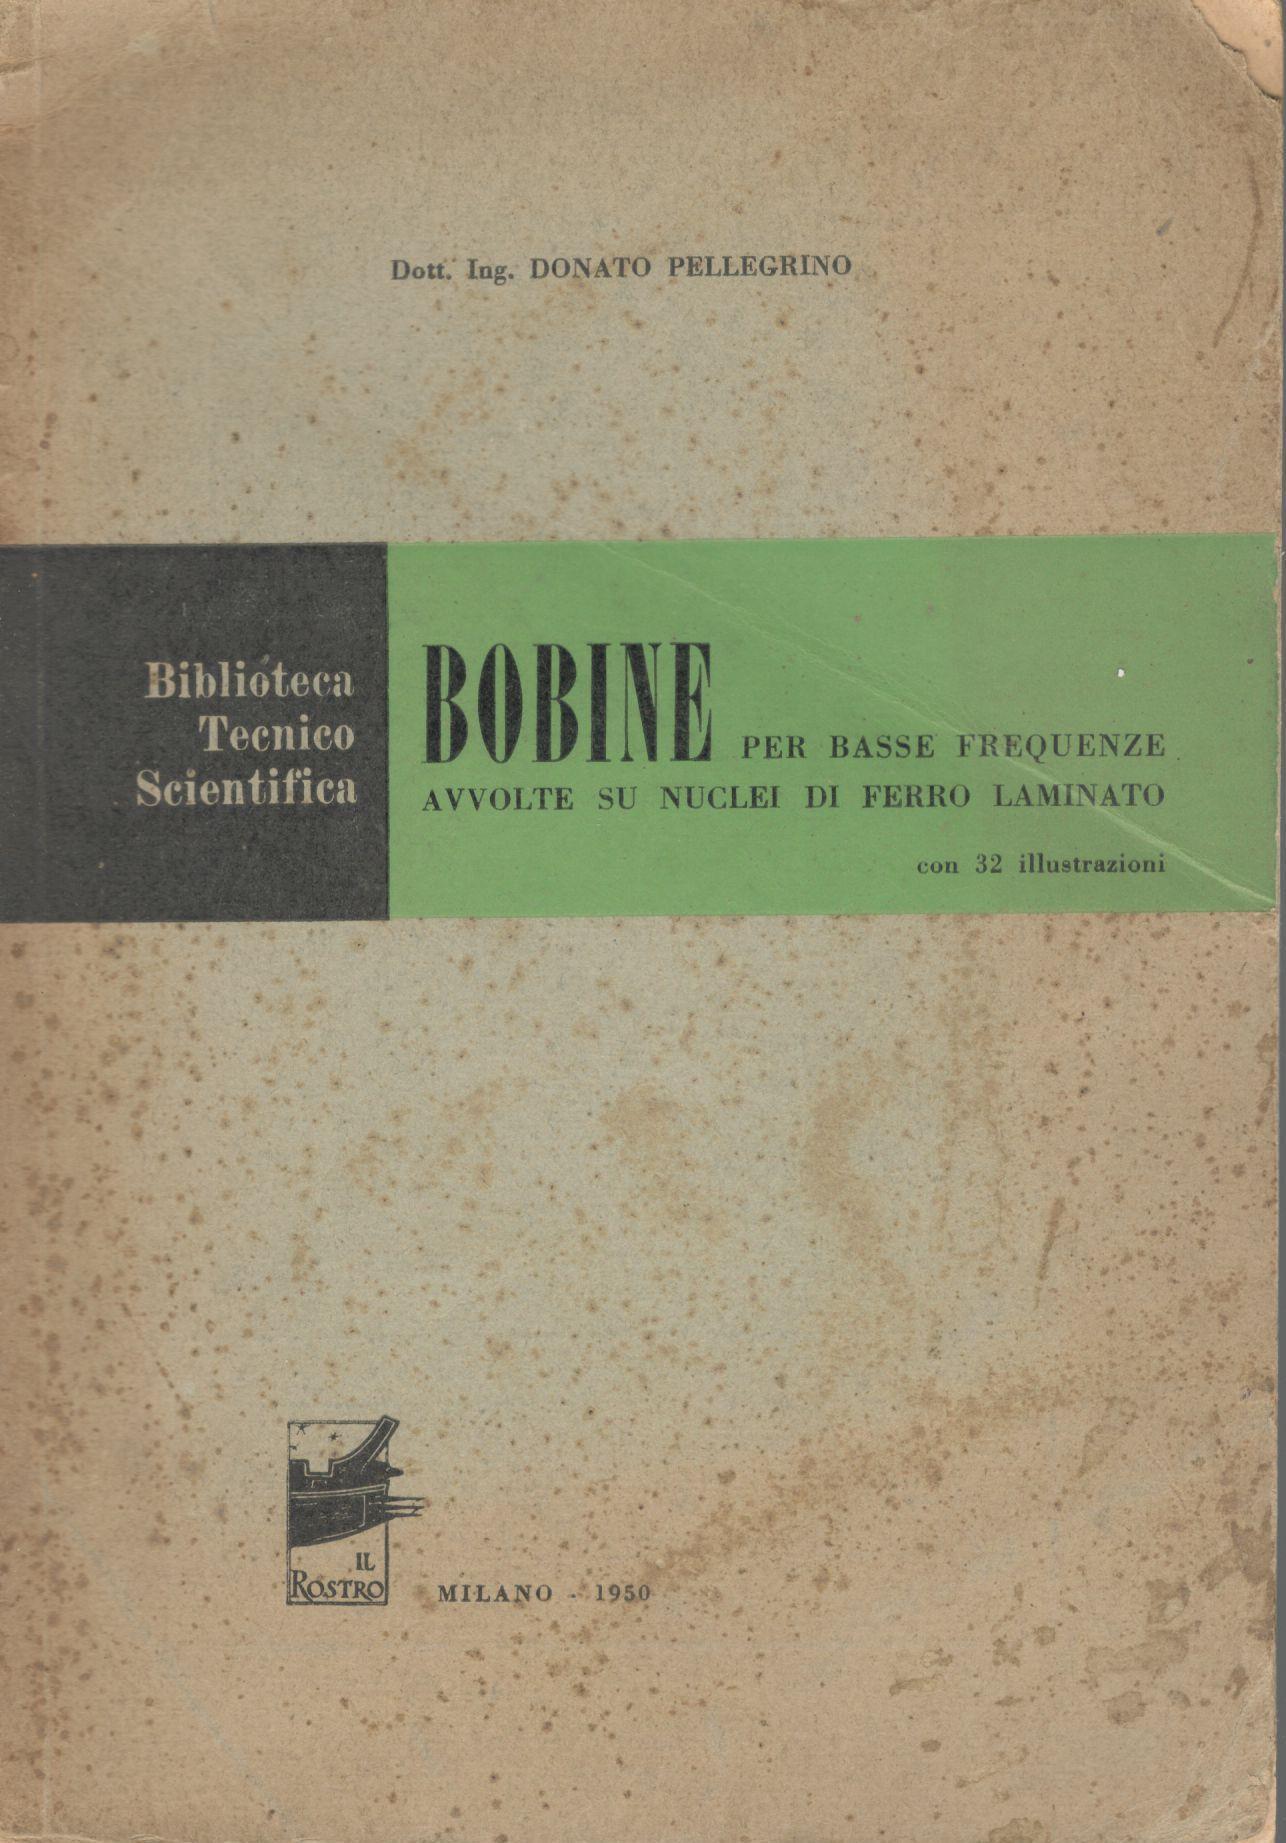 Dott. Ing. DONATO PELLEGRINO
Biblioteca
Tecnico
Scientifica
BOBINE PER BASSE FREQUENZE
AVVOLTE SU NUCLEI DI FERRO LAMINATO
con 32 illustrazioni
IL
ROSTRO
MILANO - 1950